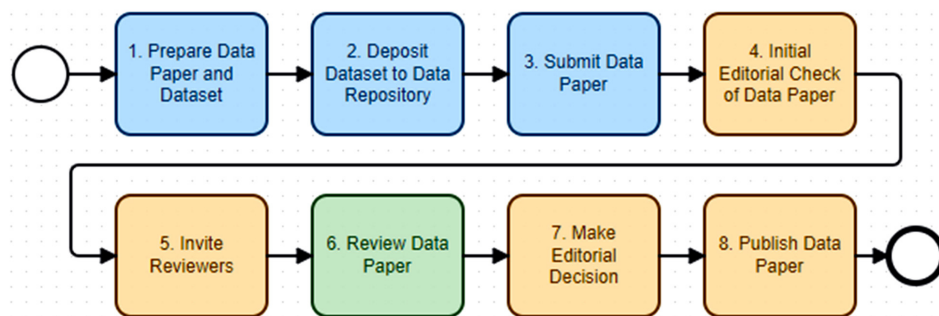 1. Prepare Data
Paper and
Dataset
2. Deposit
Dataset to Data
Repository
3. Submit Data
Paper
4. Initial
Editorial Check
of Data Paper
5. Invite
Reviewers
6. Review Data
Paper
7. Make
Editorial
Decision
8. Publish Data
Paper